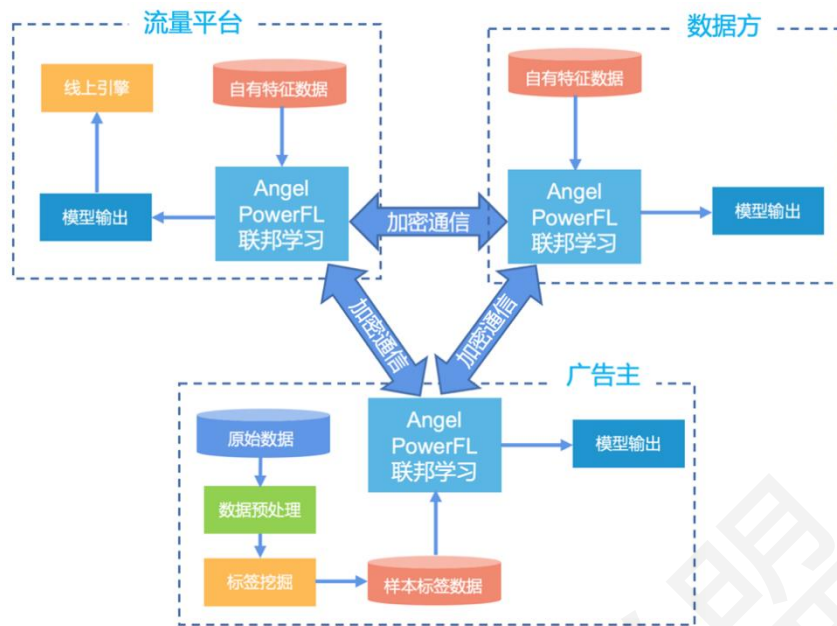 流量平台
数据方
线上引擎
自有特征数据
自有特征数据
Angel
PowerFL
联邦学习
模型输出
加密通信
Angel
PowerFL
联邦学习
模型输出
加密通信
加密通信
广告主
原始数据
Angel
PowerFL
联邦学习
模型输出
数据预处理
标签挖掘
样本标签数据
明